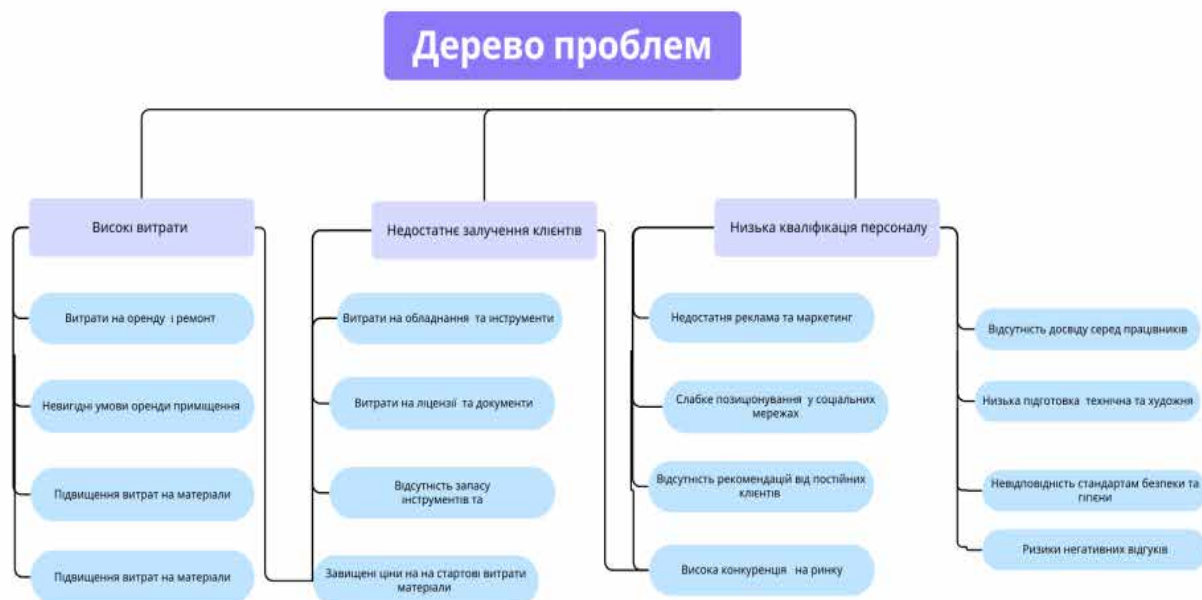 Дерево проблем
Високі витрати
Недостатнє залучення клієнтів
Низька кваліфікація персоналу
Витрати на оренду і ремонт
Невигідні умови оренди приміщення
Підвищення витрат на матеріали
Підвищення витрат на матеріали
Витрати на обладнання та інструменти
Витрати на ліцензії та документи
Відсутність запасу
інструментів та
Завищені ціни на на стартові витрати
матеріали
Недостатня реклама та маркетинг
Слабке позиціонування у соціальних
мережах
Відсутність рекомендацій від постійних
клієнтів
Висока конкуренція на ринку
Відсутність досвіду серед працівників
Низька підготовка технічна та художня
Невідповідність стандартам безпеки та
гігієни
Ризики негативних відгуків